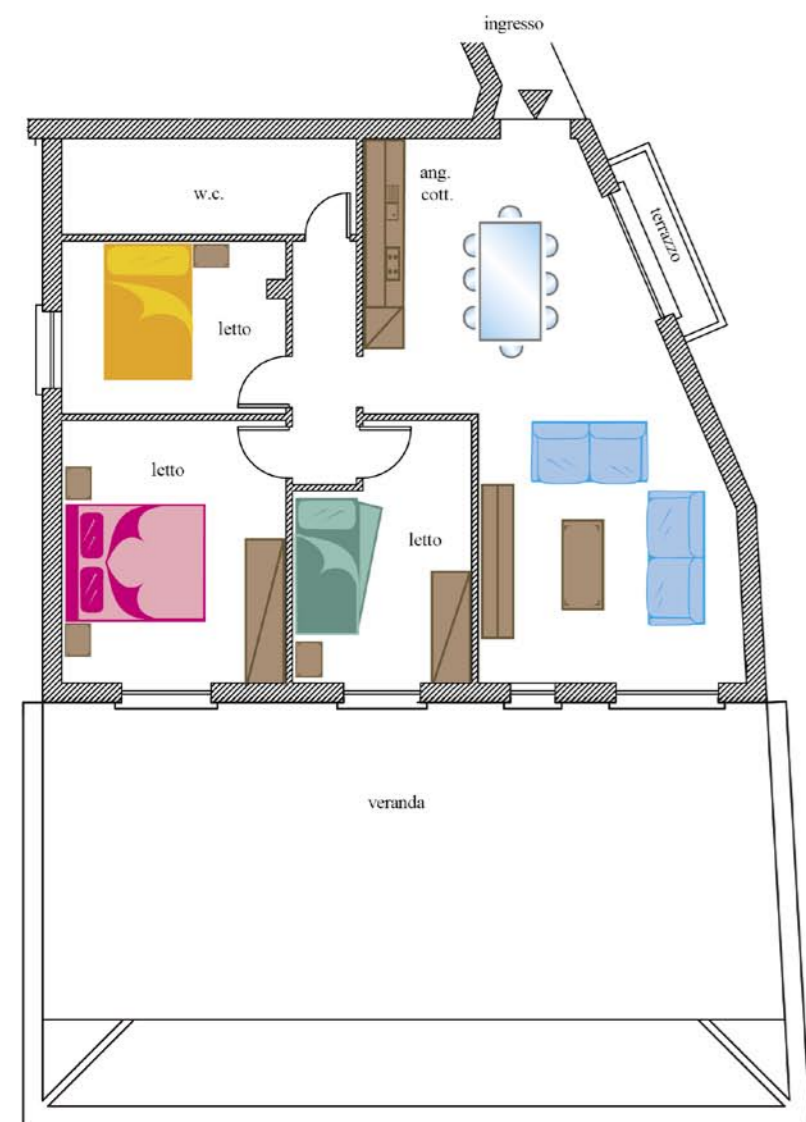 ingresso
ang.
cott.
w.c.
terrazzo
letto
letto
letto
veranda